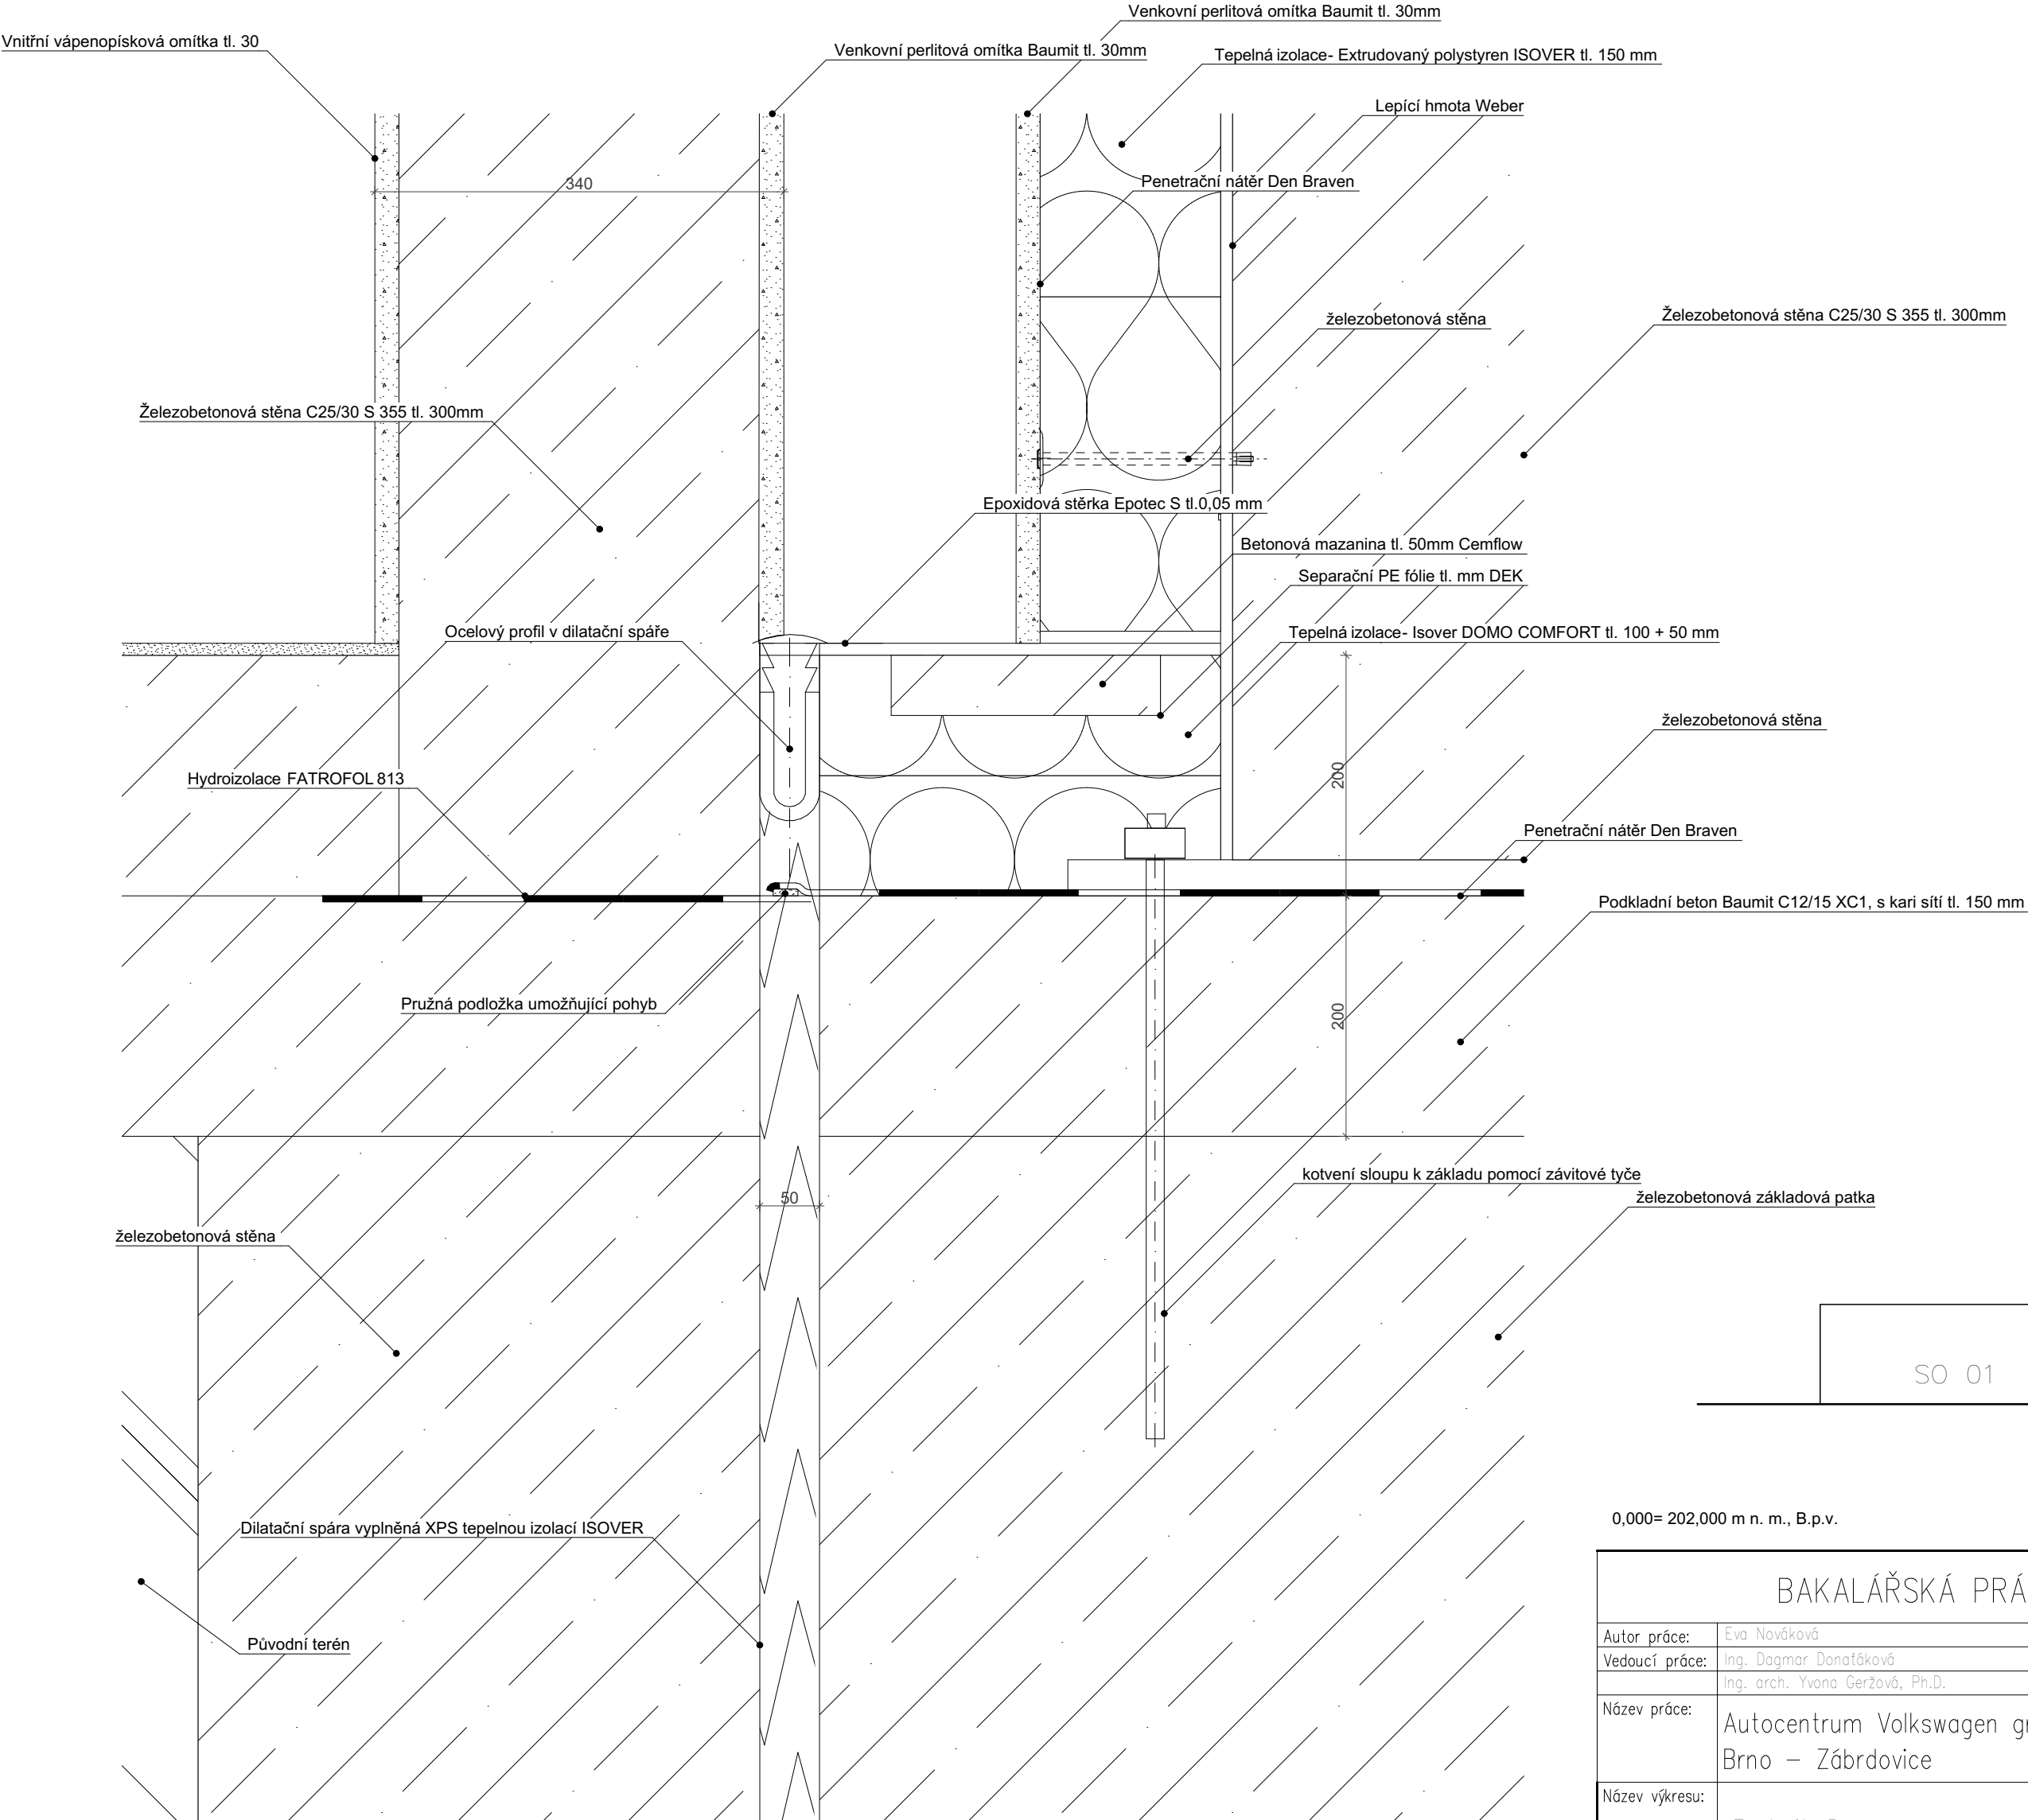 Venkovní perlitová omítka Baumit tl. 30mm
Vnitřní vápenopísková omítka tl. 30
Venkovní perlitová omítka Baumit tl. 30mm
Tepelná izolace- Extrudovaný polystyren ISOVER tl. 150 mm
Lepící hmota Weber
340
Penetrační nátěr Den Braven
železobetonová stěna
Železobetonová stěna C25/30 S 355 tl. 300mm
Železobetonová stěna C25/30 S 355 tl. 300mm
Epoxidová stěrka Epotec S tl.0,05 mm
Betonová mazanina tl. 50mm Cemflow
Separační PE fólie tl. mm DEK
Ocelový profil v dilatační spáře
Tepelná izolace- Isover DOMO COMFORT tl. 100 + 50 mm
železobetonová stěna
Hydroizolace FATROFOL 813
200
Penetrační nátěr Den Braven
Podkladní beton Baumit C12/15 XC1, s kari sítí tl. 150 mm
Pružná podložka umožňující pohyb
200
kotvení sloupu k základu pomocí závitové tyče
50
železobetonová základová patka
železobetonová stěna
SO 01
Dilatační spára vyplněná XPS tepelnou izolací ISOVER
0,000= 202,000 m n. m., B.p.v.
Původní terén
BAKALÁŘSKÁ PRÁ
Autor práce: Eva Nováková
Vedoucí práce: Ing. Dagmar Donaťáková
Ing. arch. Yvona Geržová, Ph.D.
Název práce:
Autocentrum Volkswagen gr
Brno – Zábrdovice
Název výkresu: